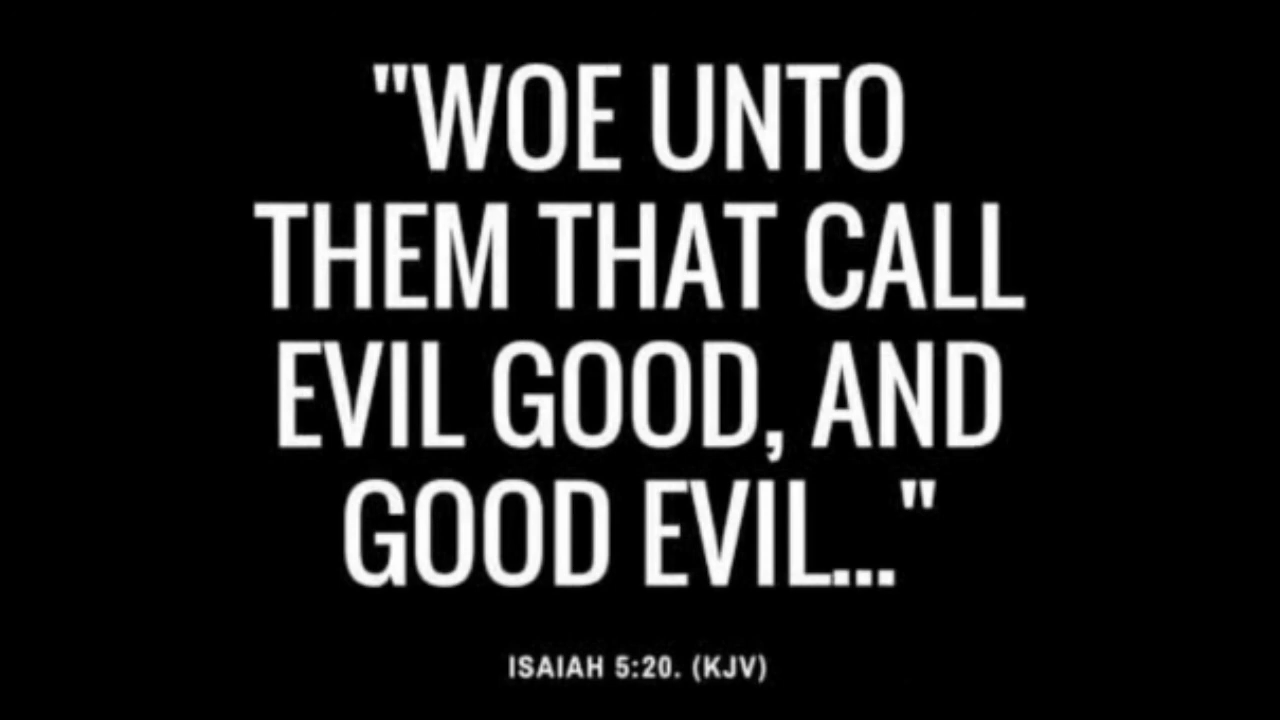 "WOE UNTO
THEM THAT CALL
EVIL GOOD, AND
GOOD EVIL..."
ISAIAH 5:20. (KJV)